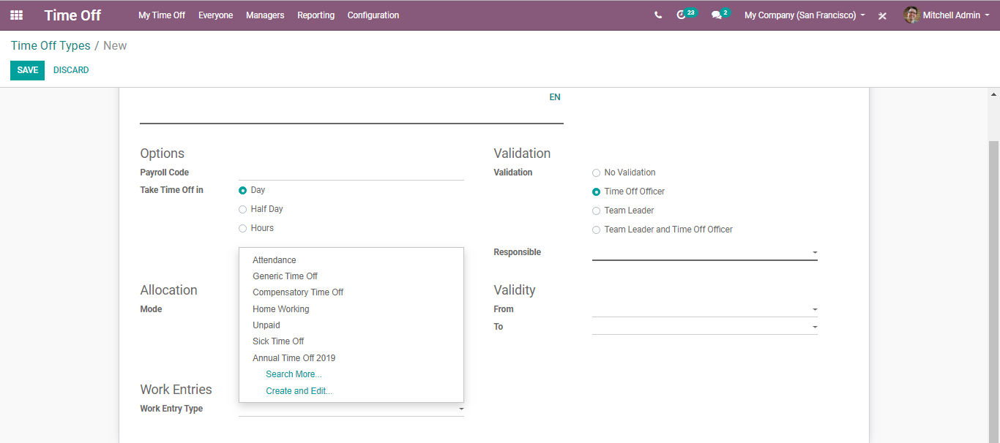 Time Off My Time Off Everyone Managers Reporting Configuration 23 2 My Company (San Francisco) Mitchell Admin
Time Off Types / New
SAVE DISCARD
EN
Options
Payroll Code
Take Time Off in Day
Half Day
Hours
Validation
Validation No Validation
Time Off Officer
Team Leader
Team Leader and Time Off Officer
Responsible
Attendance
Generic Time Off
Compensatory Time Off
Home Working
Unpaid
Sick Time Off
Annual Time Off 2019
Search More...
Create and Edit...
Allocation
Mode
Validity
From
To
Work Entries
Work Entry Type